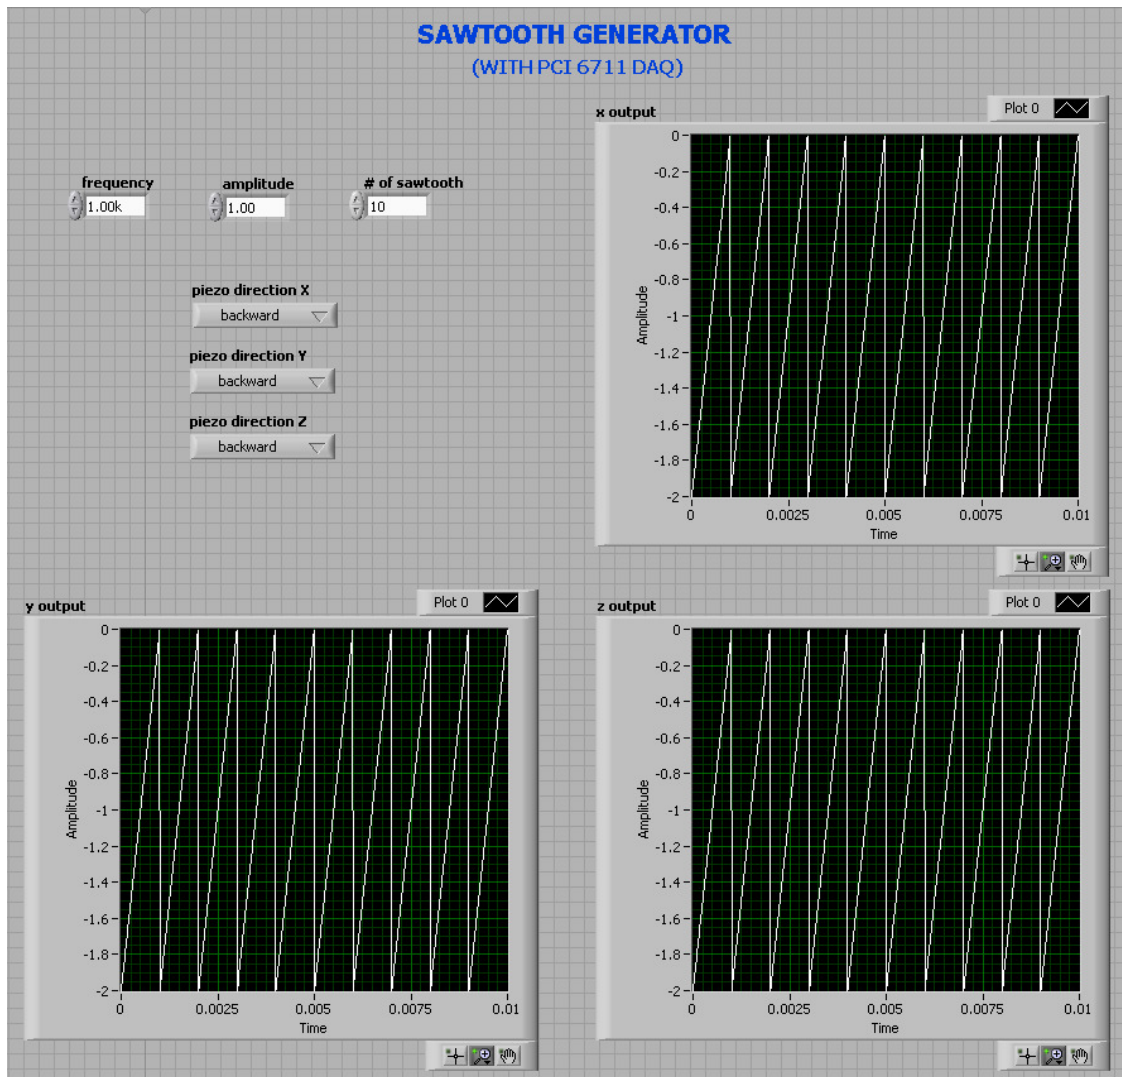 SAWTOOTH GENERATOR
(WITH PCI 6711 DAQ)
frequency
1.00k
amplitude
1.00
# of sawtooth
10
piezo direction X
backward
piezo direction Y
backward
piezo direction Z
backward
x output
Plot 0
Amplitude
0
-0.2
-0.4
-0.6
-0.8
-1
-1.2
-1.4
-1.6
-1.8
-2
0 0.0025 0.005 0.0075 0.01
Time
y output
Plot 0
Amplitude
0
-0.2
-0.4
-0.6
-0.8
-1
-1.2
-1.4
-1.6
-1.8
-2
0 0.0025 0.005 0.0075 0.01
Time
z output
Plot 0
Amplitude
0
-0.2
-0.4
-0.6
-0.8
-1
-1.2
-1.4
-1.6
-1.8
-2
0 0.0025 0.005 0.0075 0.01
Time